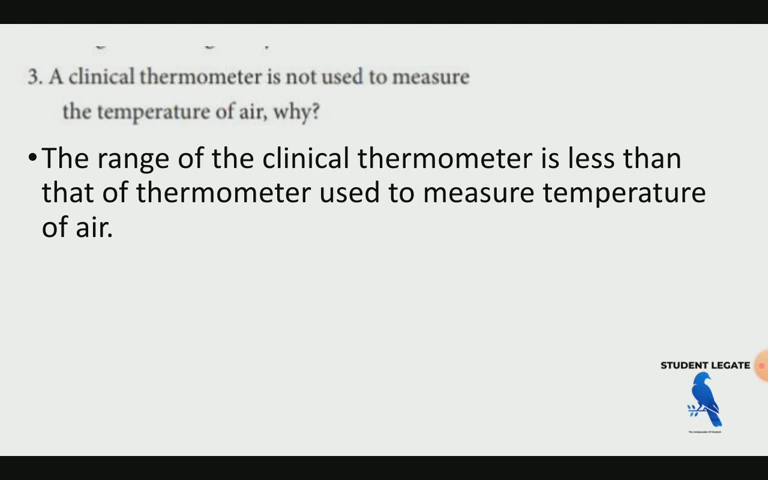 3. A clinical thermometer is not used to measure
the temperature of air, why?
•The range of the clinical thermometer is less than
that of thermometer used to measure temperature
of air.
STUDENT LEGATE